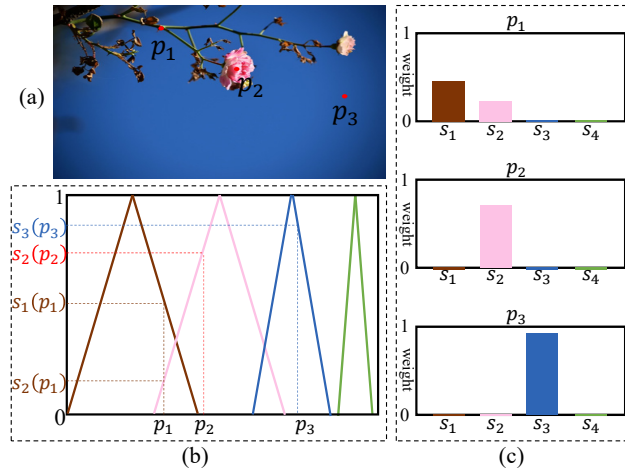 (a)
p₁
p₂
p₃
1
s₃(p₃)
s₂(p₂)
s₁(p₁)
s₂(p₁)
0
p₁ p₂ p₃
(b)
p₁
1
weight
0
s₁ s₂ s₃ s₄
p₂
1
weight
0
s₁ s₂ s₃ s₄
p₃
1
weight
0
s₁ s₂ s₃ s₄
(c)